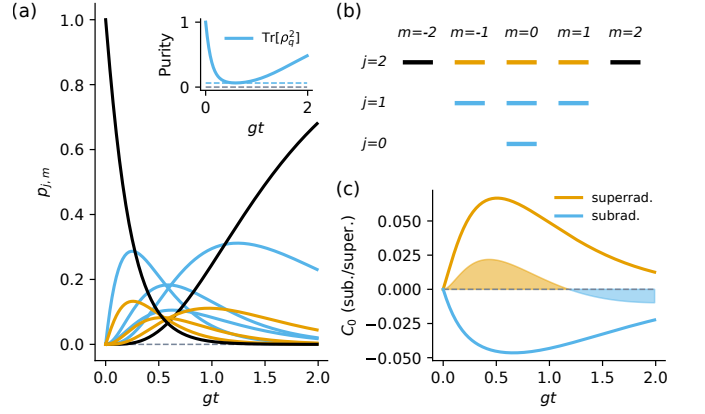 (a)
1.0
0.8
0.6
0.4
0.2
0.0
p_{j,m}
0.0 0.5 1.0 1.5 2.0
gt
1
0
Purity
Tr[ρ_q^2]
0 2
gt
(b)
m=-2 m=-1 m=0 m=1 m=2
j=2
j=1
j=0
(c)
superrad.
subrad.
0.050
0.025
0.000
−0.025
−0.050
C_0 (sub./super.)
0.0 0.5 1.0 1.5 2.0
gt